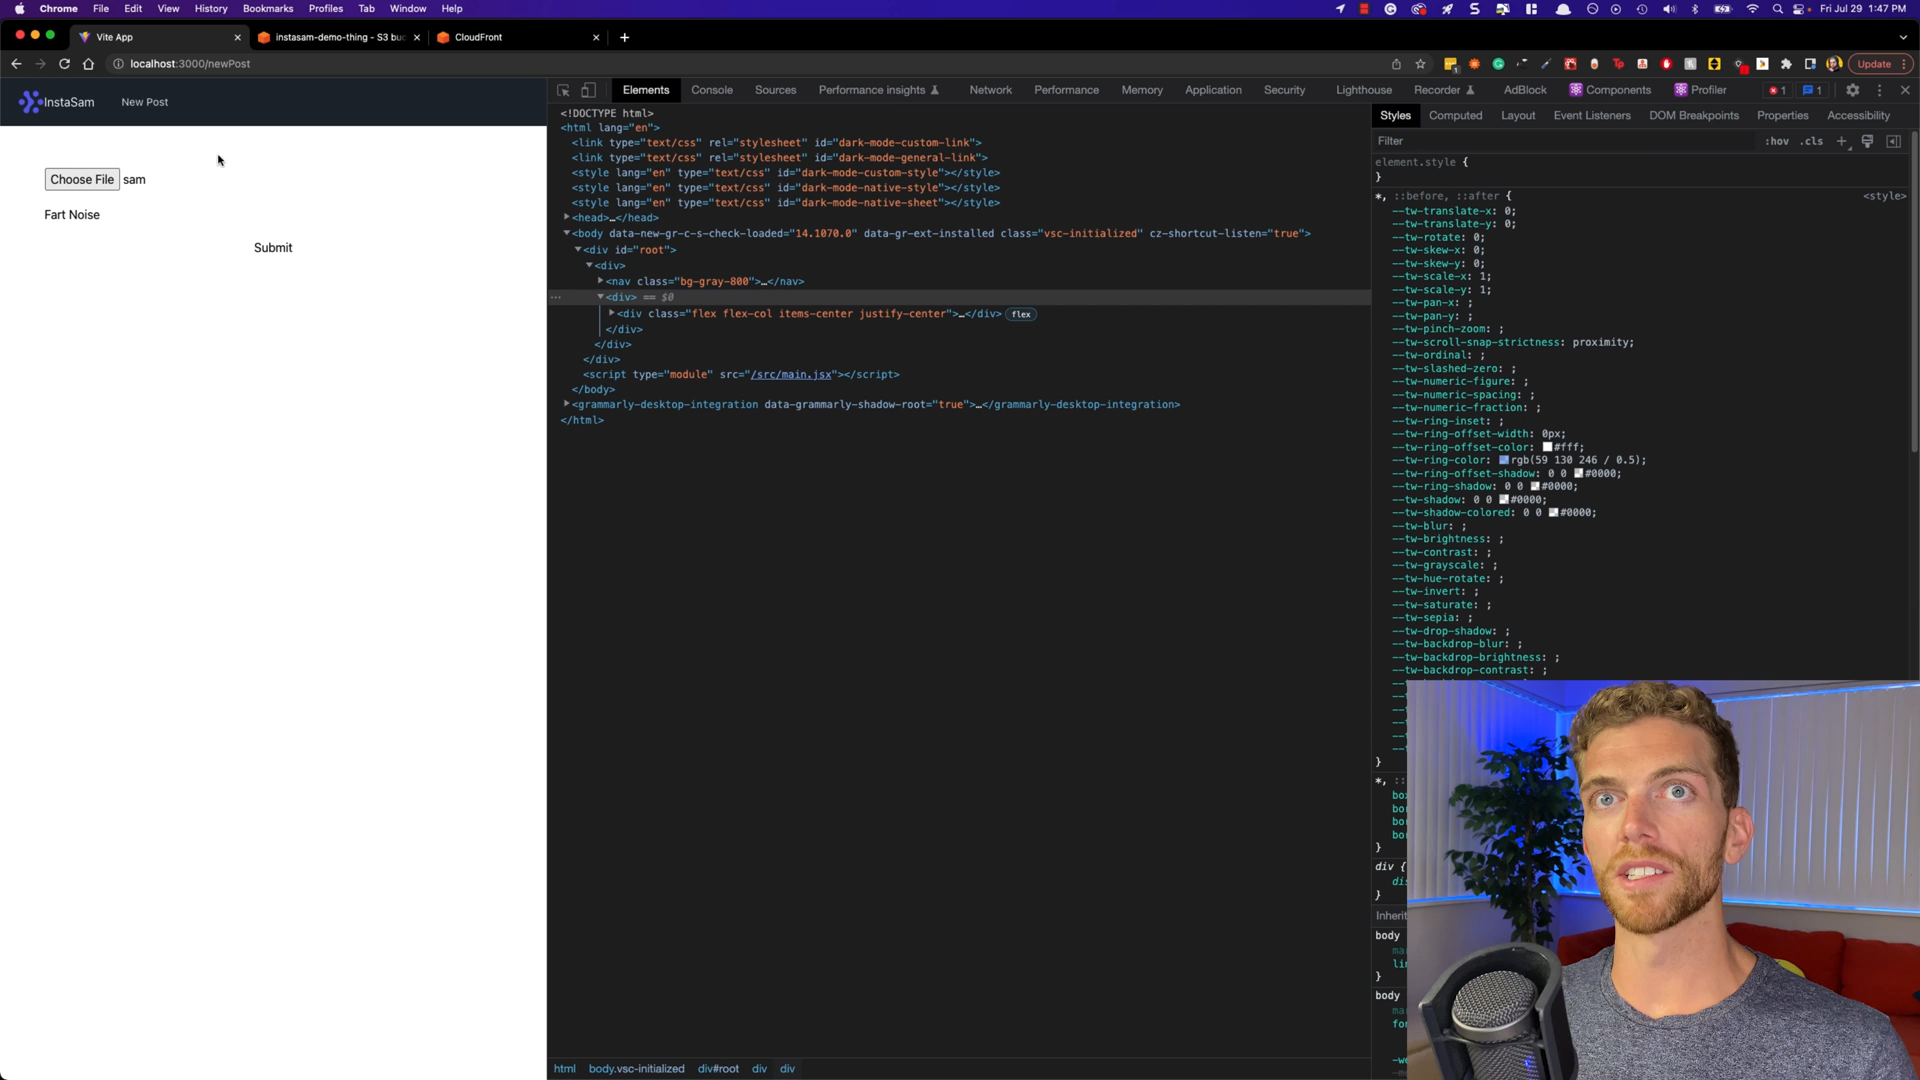 Chrome File Edit View History Bookmarks Profiles Tab Window Help
Fri Jul 29 1:47 PM
Vite App
instasam-demo-thing - S3 buc
CloudFront
localhost:3000/newPost
Update
InstaSam
New Post
Choose File sam
Fart Noise
Submit
Elements Console Sources Performance insights Network Performance Memory Application Security Lighthouse Recorder AdBlock Components Profiler 1 1
<!DOCTYPE html>
<html lang="en">
<link type="text/css" rel="stylesheet" id="dark-mode-custom-link">
<link type="text/css" rel="stylesheet" id="dark-mode-general-link">
<style lang="en" type="text/css" id="dark-mode-custom-style"></style>
<style lang="en" type="text/css" id="dark-mode-native-style"></style>
<style lang="en" type="text/css" id="dark-mode-native-sheet"></style>
<head>…</head>
<body data-new-gr-c-s-check-loaded="14.1070.0" data-gr-ext-installed class="vsc-initialized" cz-shortcut-listen="true">
<div id="root">
<div>
<nav class="bg-gray-800">…</nav>
<div> == $0
<div class="flex flex-col items-center justify-center">…</div> flex
</div>
</div>
</div>
<script type="module" src="/src/main.jsx"></script>
</body>
<grammarly-desktop-integration data-grammarly-shadow-root="true">…</grammarly-desktop-integration>
</html>
html body.vsc-initialized div#root div div
Styles Computed Layout Event Listeners DOM Breakpoints Properties Accessibility
Filter
:hov .cls
element.style {
}
*, ::before, ::after {
<style>
--tw-translate-x: 0;
--tw-translate-y: 0;
--tw-rotate: 0;
--tw-skew-x: 0;
--tw-skew-y: 0;
--tw-scale-x: 1;
--tw-scale-y: 1;
--tw-pan-x: ;
--tw-pan-y: ;
--tw-pinch-zoom: ;
--tw-scroll-snap-strictness: proximity;
--tw-ordinal: ;
--tw-slashed-zero: ;
--tw-numeric-figure: ;
--tw-numeric-spacing: ;
--tw-numeric-fraction: ;
--tw-ring-inset: ;
--tw-ring-offset-width: 0px;
--tw-ring-offset-color: #fff;
--tw-ring-color: rgb(59 130 246 / 0.5);
--tw-ring-offset-shadow: 0 0 #0000;
--tw-ring-shadow: 0 0 #0000;
--tw-shadow: 0 0 #0000;
--tw-shadow-colored: 0 0 #0000;
--tw-blur: ;
--tw-brightness: ;
--tw-contrast: ;
--tw-grayscale: ;
--tw-hue-rotate: ;
--tw-invert: ;
--tw-saturate: ;
--tw-sepia: ;
--tw-drop-shadow: ;
--tw-backdrop-blur: ;
--tw-backdrop-brightness: ;
--tw-backdrop-contrast: ;
}
*, ::
box
bor
bor
bor
}
div {
dis
}
Inherit
body
mar
lin
}
body
fon